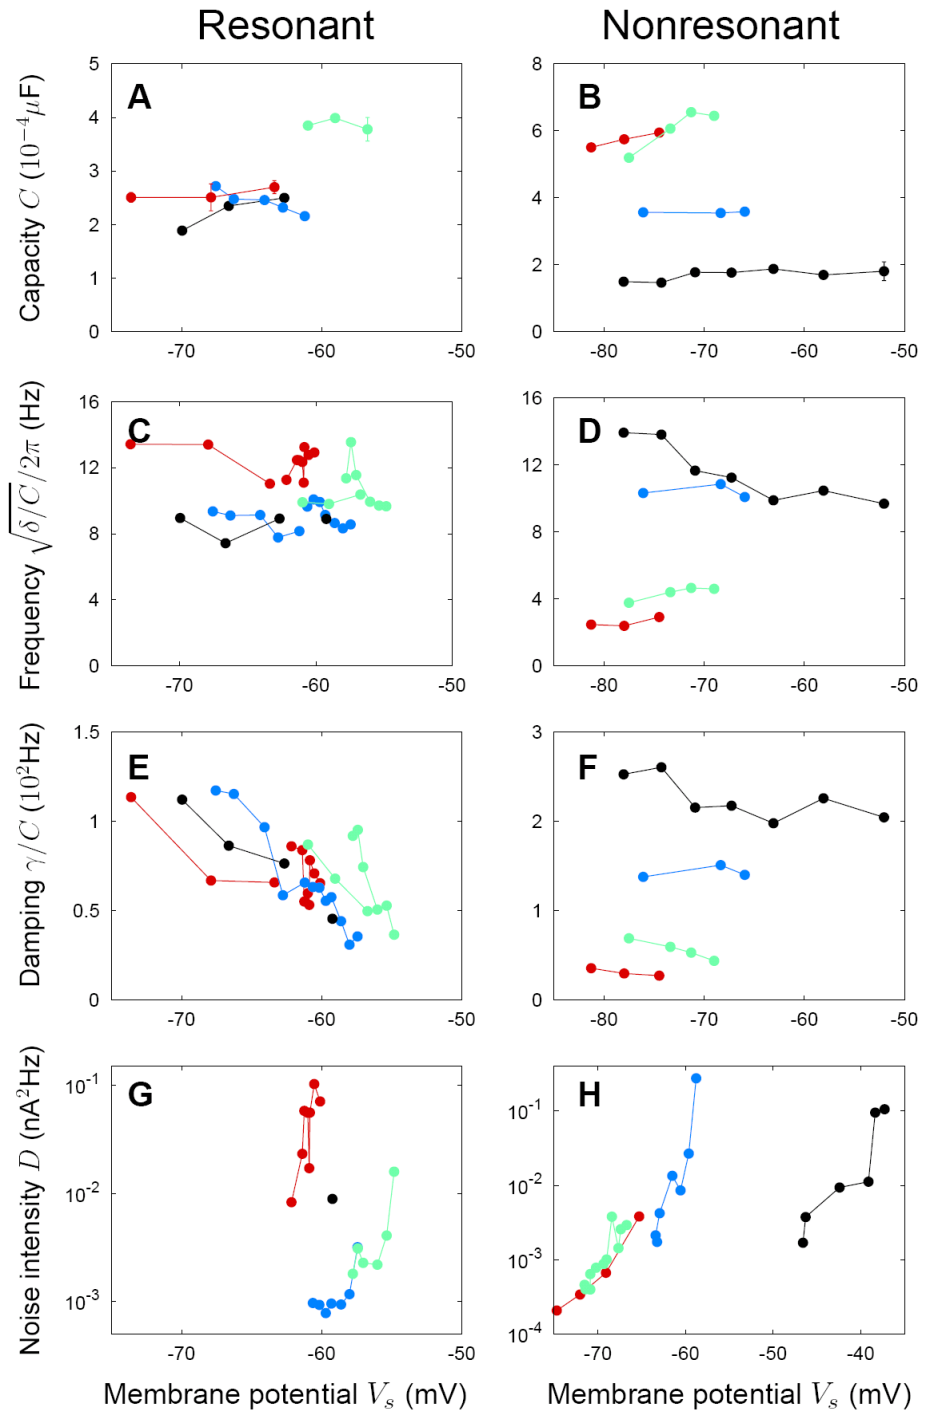 Resonant Nonresonant
Capacity C (10⁻⁴μF)
A
5
4
3
2
1
0
-70 -60 -50
B
8
6
4
2
0
-80 -70 -60 -50
Frequency √δ/C/2π (Hz)
C
16
12
8
4
0
-70 -60 -50
D
16
12
8
4
0
-80 -70 -60 -50
Damping γ/C (10²Hz)
E
1.5
1
0.5
0
-70 -60 -50
F
3
2
1
0
-80 -70 -60 -50
Noise intensity D (nA²Hz)
G
10⁻¹
10⁻²
10⁻³
-70 -60 -50
H
10⁻¹
10⁻²
10⁻³
10⁻⁴
-70 -60 -50 -40
Membrane potential Vₛ (mV) Membrane potential Vₛ (mV)